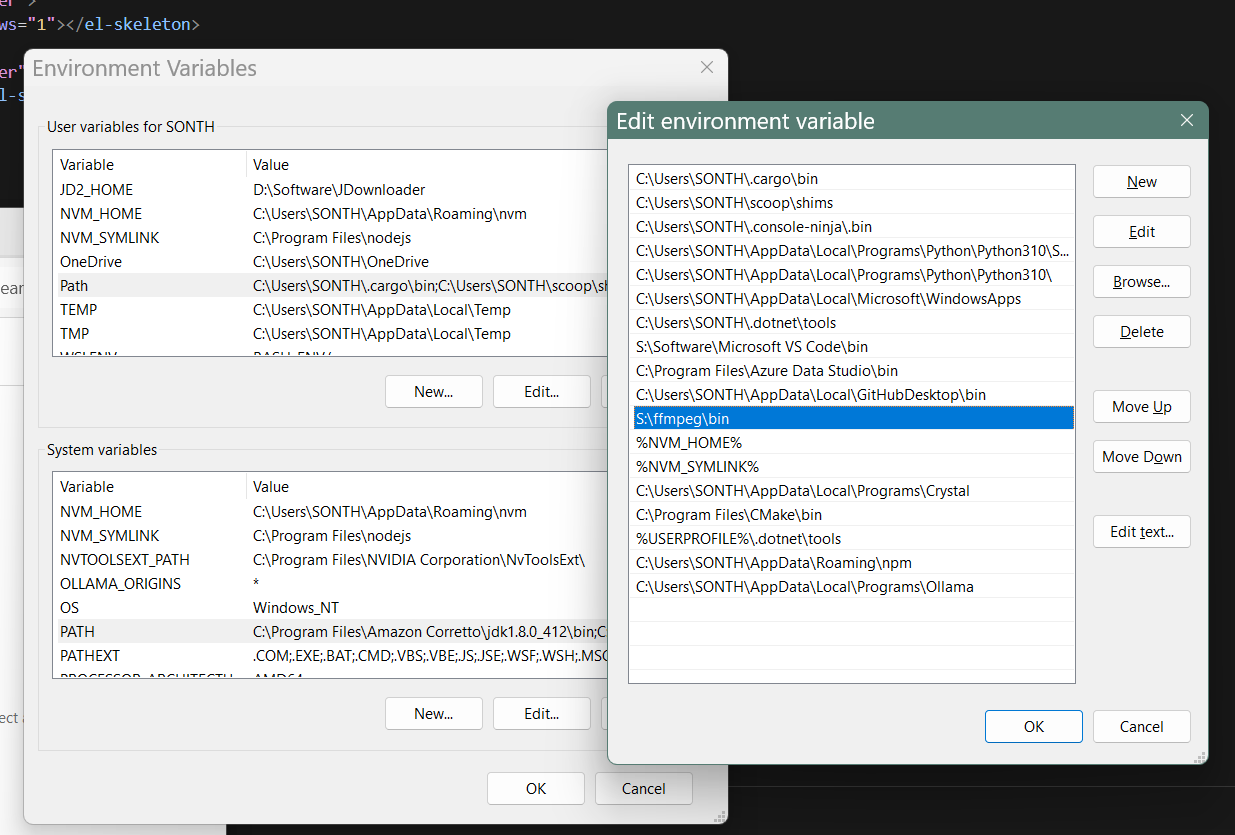 ws="1"></el-skeleton>
er"
l-s
Environment Variables
User variables for SONTH
Variable Value
JD2_HOME D:\Software\JDownloader
NVM_HOME C:\Users\SONTH\AppData\Roaming\nvm
NVM_SYMLINK C:\Program Files\nodejs
OneDrive C:\Users\SONTH\OneDrive
Path C:\Users\SONTH\.cargo\bin;C:\Users\SONTH\scoop\sh
TEMP C:\Users\SONTH\AppData\Local\Temp
TMP C:\Users\SONTH\AppData\Local\Temp
New... Edit...
System variables
Variable Value
NVM_HOME C:\Users\SONTH\AppData\Roaming\nvm
NVM_SYMLINK C:\Program Files\nodejs
NVTOOLSEXT_PATH C:\Program Files\NVIDIA Corporation\NvToolsExt\
OLLAMA_ORIGINS *
OS Windows_NT
PATH C:\Program Files\Amazon Corretto\jdk1.8.0_412\bin;C
PATHEXT .COM;.EXE;.BAT;.CMD;.VBS;.VBE;.JS;.JSE;.WSF;.WSH;.MSC
New... Edit...
OK Cancel
ear
ect
Edit environment variable
C:\Users\SONTH\.cargo\bin
C:\Users\SONTH\scoop\shims
C:\Users\SONTH\.console-ninja\.bin
C:\Users\SONTH\AppData\Local\Programs\Python\Python310\S...
C:\Users\SONTH\AppData\Local\Programs\Python\Python310\
C:\Users\SONTH\AppData\Local\Microsoft\WindowsApps
C:\Users\SONTH\.dotnet\tools
S:\Software\Microsoft VS Code\bin
C:\Program Files\Azure Data Studio\bin
C:\Users\SONTH\AppData\Local\GitHubDesktop\bin
S:\ffmpeg\bin
%NVM_HOME%
%NVM_SYMLINK%
C:\Users\SONTH\AppData\Local\Programs\Crystal
C:\Program Files\CMake\bin
%USERPROFILE%\.dotnet\tools
C:\Users\SONTH\AppData\Roaming\npm
C:\Users\SONTH\AppData\Local\Programs\Ollama
New
Edit
Browse...
Delete
Move Up
Move Down
Edit text...
OK Cancel